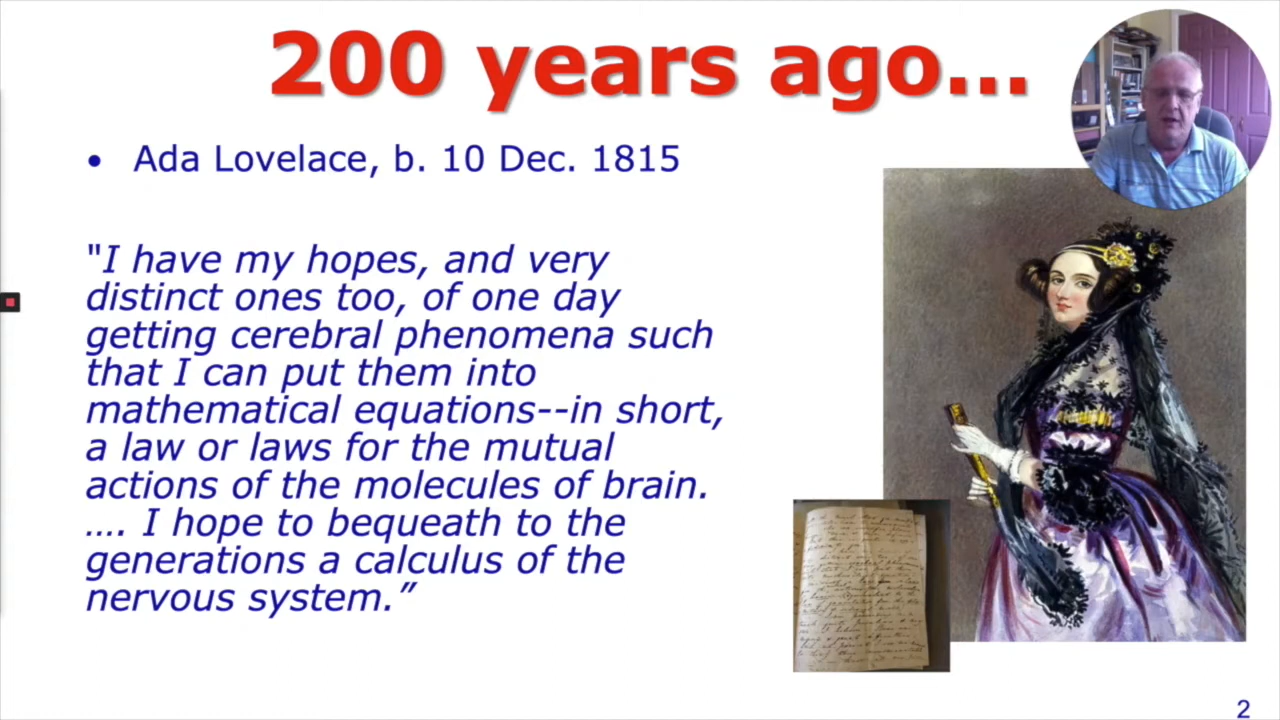 200 years ago...
• Ada Lovelace, b. 10 Dec. 1815
"I have my hopes, and very
distinct ones too, of one day
getting cerebral phenomena such
that I can put them into
mathematical equations--in short,
a law or laws for the mutual
actions of the molecules of brain.
.... I hope to bequeath to the
generations a calculus of the
nervous system.”
2